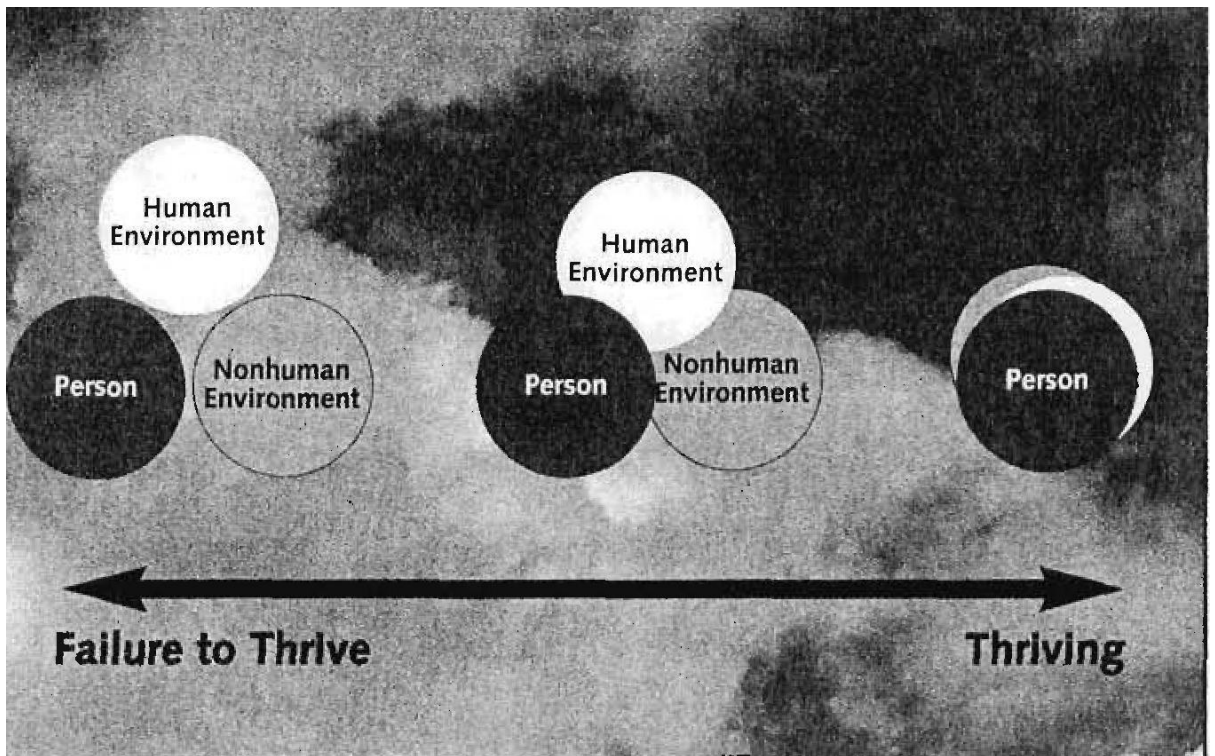 Human
Environment
Person
Nonhuman
Environment
Human
Environment
Person
Nonhuman
Environment
Person
Failure to Thrive
Thriving